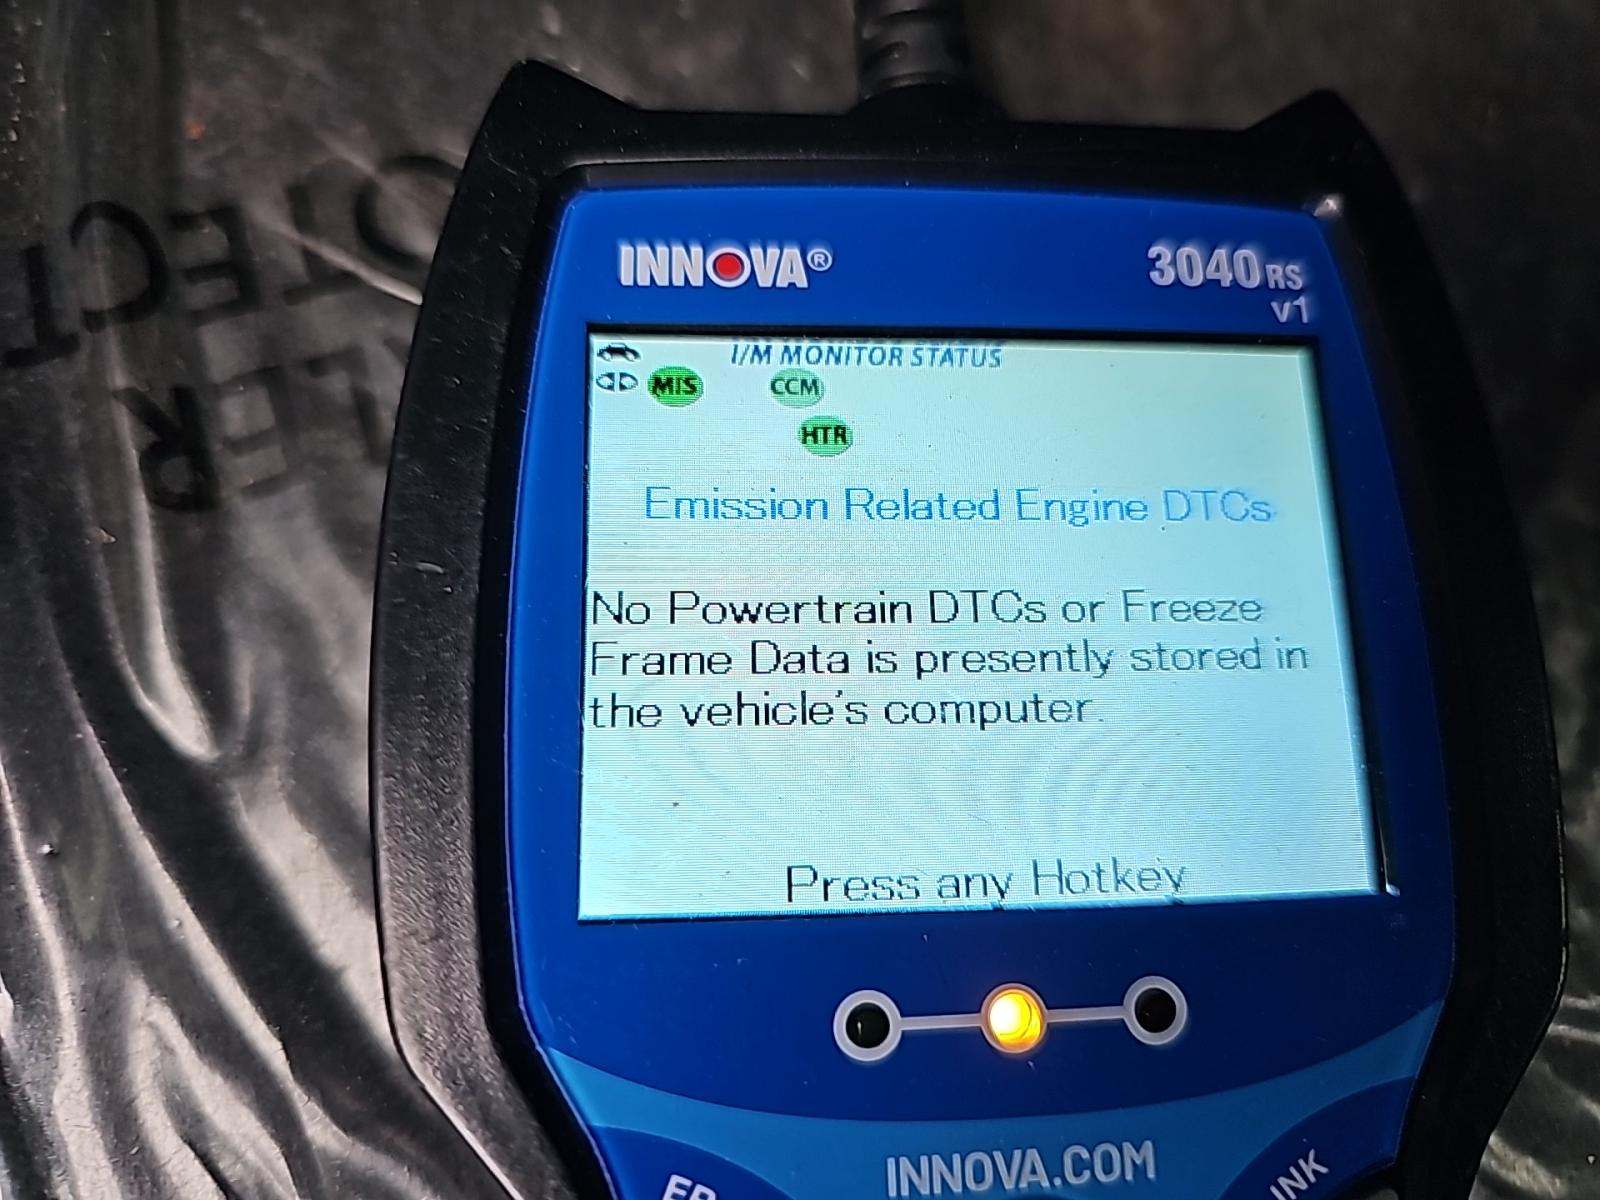 INNOVA®
3040RS
v1
I/M MONITOR STATUS
MIS CCM
HTR
Emission Related Engine DTCs
No Powertrain DTCs or Freeze
Frame Data is presently stored in
the vehicle's computer.
Press any Hotkey
INNOVA.COM